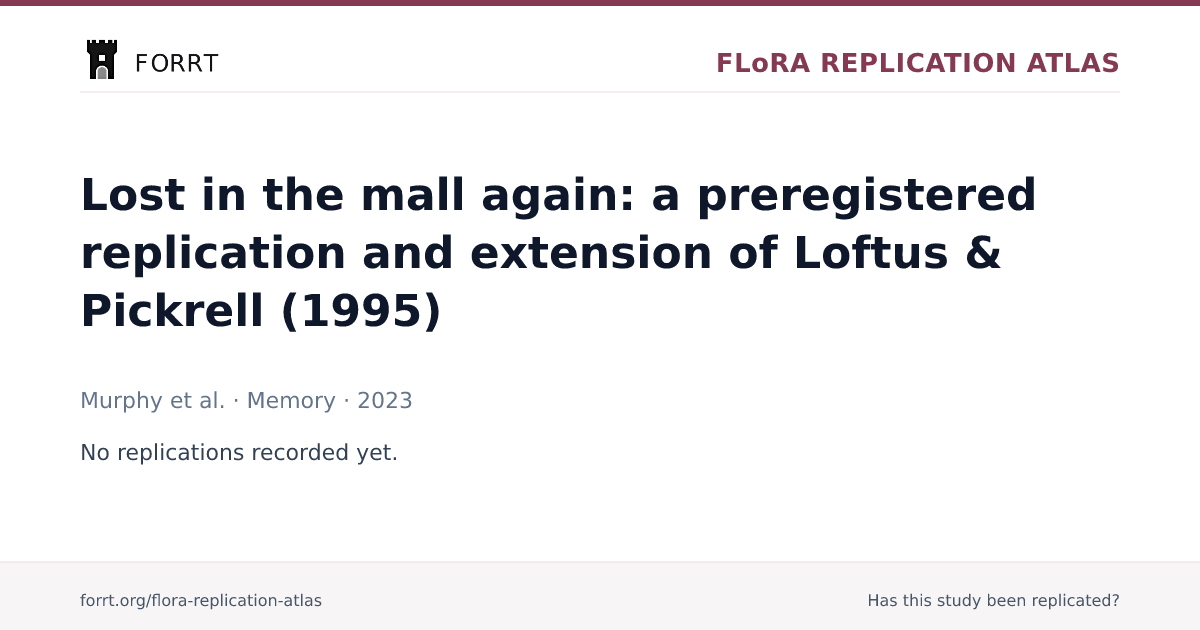 FORRT
FLoRA REPLICATION ATLAS
Lost in the mall again: a preregistered
replication and extension of Loftus &
Pickrell (1995)
Murphy et al. · Memory · 2023
No replications recorded yet.
forrt.org/flora-replication-atlas
Has this study been replicated?